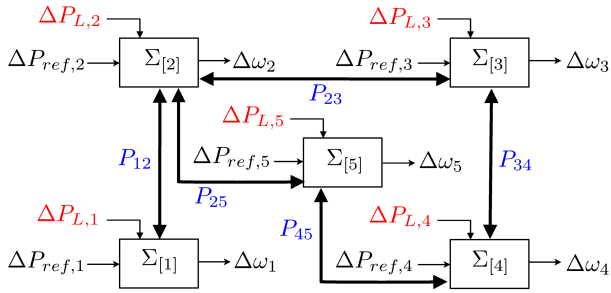 ΔP_{L,2} ΔP_{L,3}
ΔP_{ref,2} Σ_{[2]} Δω_2 ΔP_{ref,3} Σ_{[3]} Δω_3
P_{23}
ΔP_{L,5}
P_{12} ΔP_{ref,5} Σ_{[5]} Δω_5 P_{34}
P_{25}
ΔP_{L,1} P_{45} ΔP_{L,4}
ΔP_{ref,1} Σ_{[1]} Δω_1 ΔP_{ref,4} Σ_{[4]} Δω_4